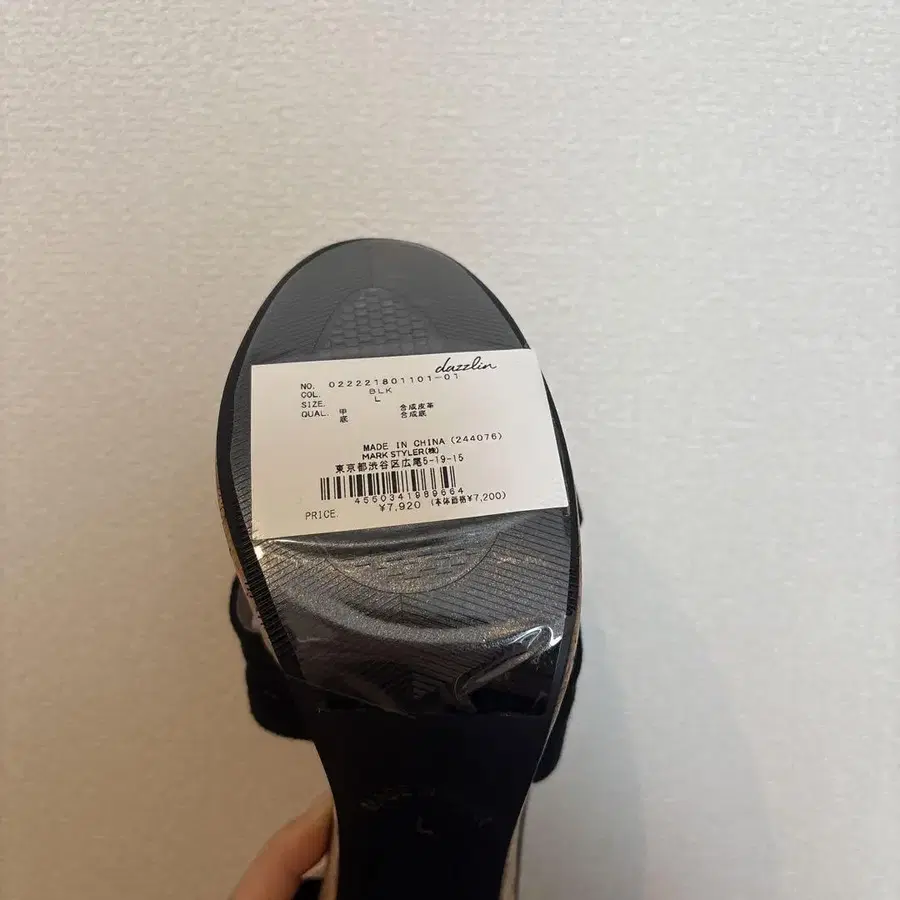 dazzlin
NO. 022221801101-01
COL. BLK
SIZE. L
QUAL. 甲 合成皮革
底 合成底
MADE IN CHINA (244076)
MARK STYLER(株)
東京都渋谷区広尾5-19-15
4550341989664
PRICE. ¥7,920 (本体価格¥7,200)
L